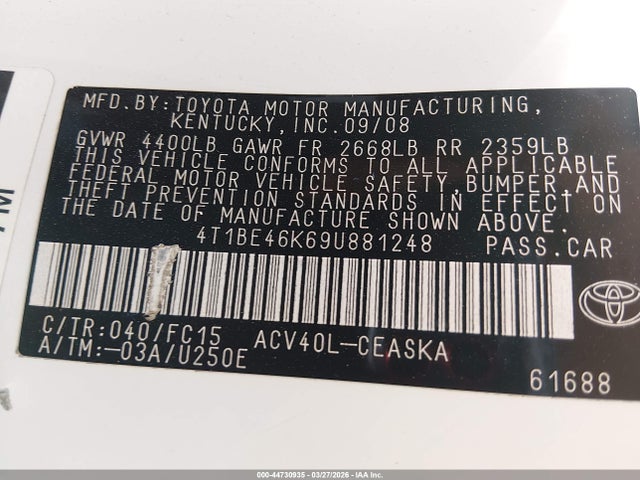 MFD.BY:TOYOTA MOTOR MANUFACTURING,
KENTUCKY,INC.09/08
GVWR 4400LB GAWR FR 2668LB RR 2359LB
THIS VEHICLE CONFORMS TO ALL APPLICABLE
FEDERAL MOTOR VEHICLE SAFETY,BUMPER,AND
THEFT PREVENTION STANDARDS IN EFFECT ON
THE DATE OF MANUFACTURE SHOWN ABOVE.
4T1BE46K69U881248 PASS.CAR
C/TR:040/FC15 ACV40L-CEASKA
A/TM:-03A/U250E
61688
000-44730935 - 03/27/2026 - IAA Inc.